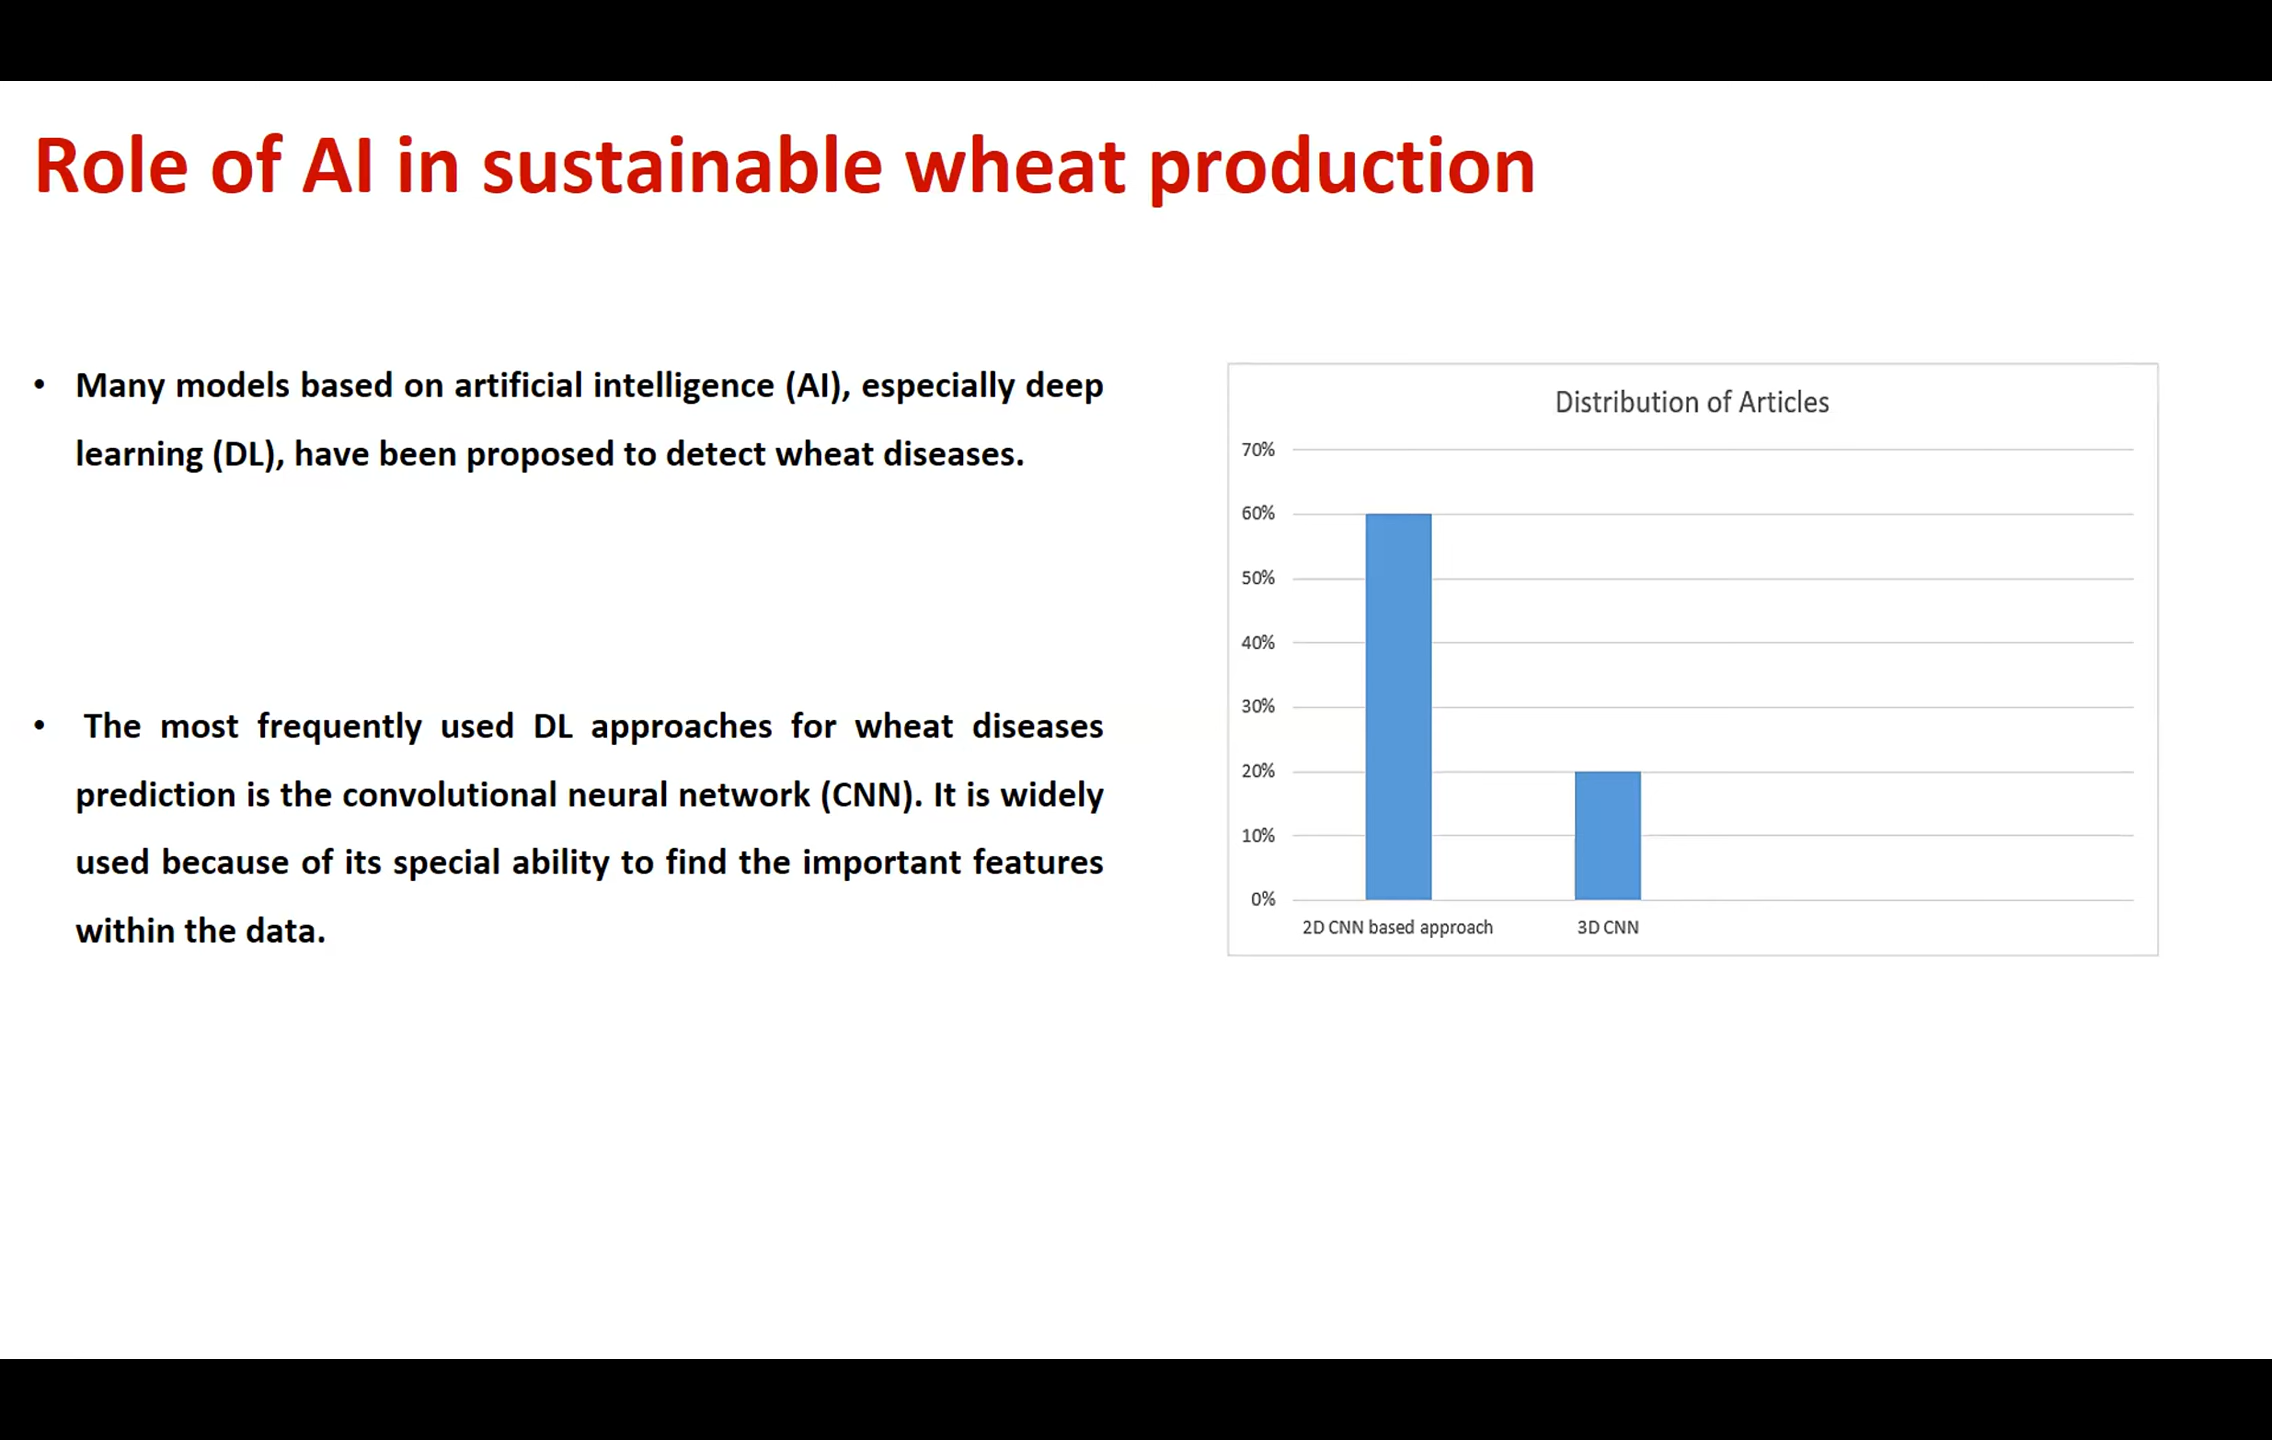 Role of AI in sustainable wheat production
• Many models based on artificial intelligence (AI), especially deep
learning (DL), have been proposed to detect wheat diseases.
• The most frequently used DL approaches for wheat diseases
prediction is the convolutional neural network (CNN). It is widely
used because of its special ability to find the important features
within the data.
Distribution of Articles
70%
60%
50%
40%
30%
20%
10%
0%
2D CNN based approach 3D CNN